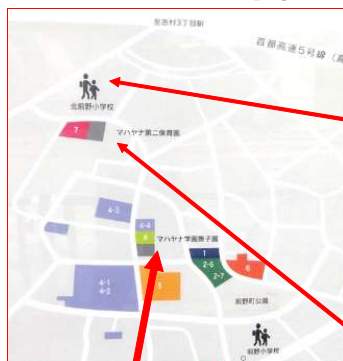 至志村3丁目駅
首都高速5号線(高
北前野小学校
7
マハヤナ第二保育園
4-3
4-4
マハヤナ学園撫子園
1
2-5
2-7
6
4-1
4-2
5
前野町公園
前野小学校